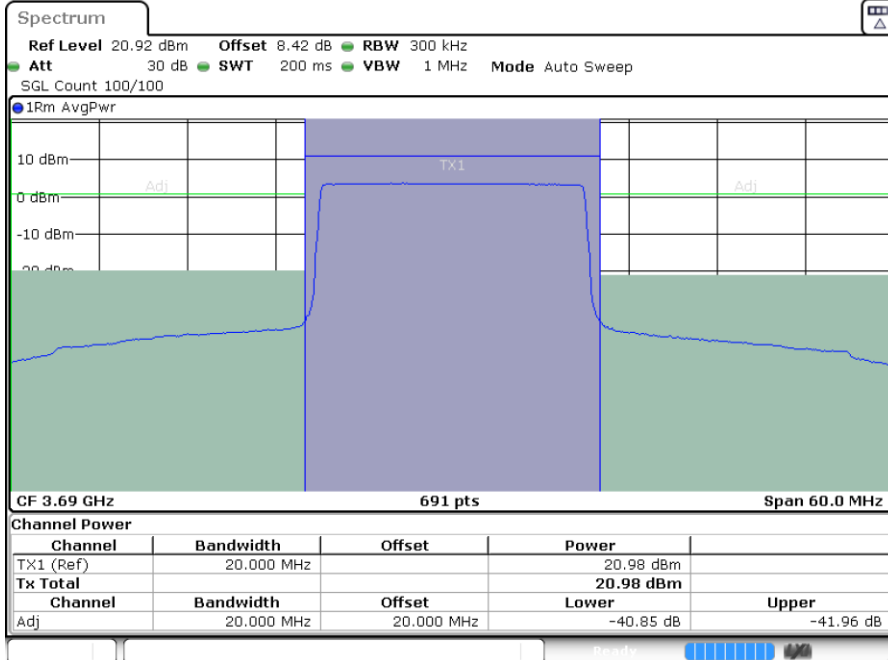 Spectrum
Ref Level 20.92 dBm Offset 8.42 dB RBW 300 kHz
Att 30 dB SWT 200 ms VBW 1 MHz Mode Auto Sweep
SGL Count 100/100
1Rm AvgPwr
10 dBm
TX1
Adj Adj
0 dBm
-10 dBm
-20 dBm
CF 3.69 GHz 691 pts Span 60.0 MHz
Channel Power
Channel Bandwidth Offset Power
TX1 (Ref) 20.000 MHz 20.98 dBm
Tx Total 20.98 dBm
Channel Bandwidth Offset Lower Upper
Adj 20.000 MHz 20.000 MHz -40.85 dB -41.96 dB
Ready